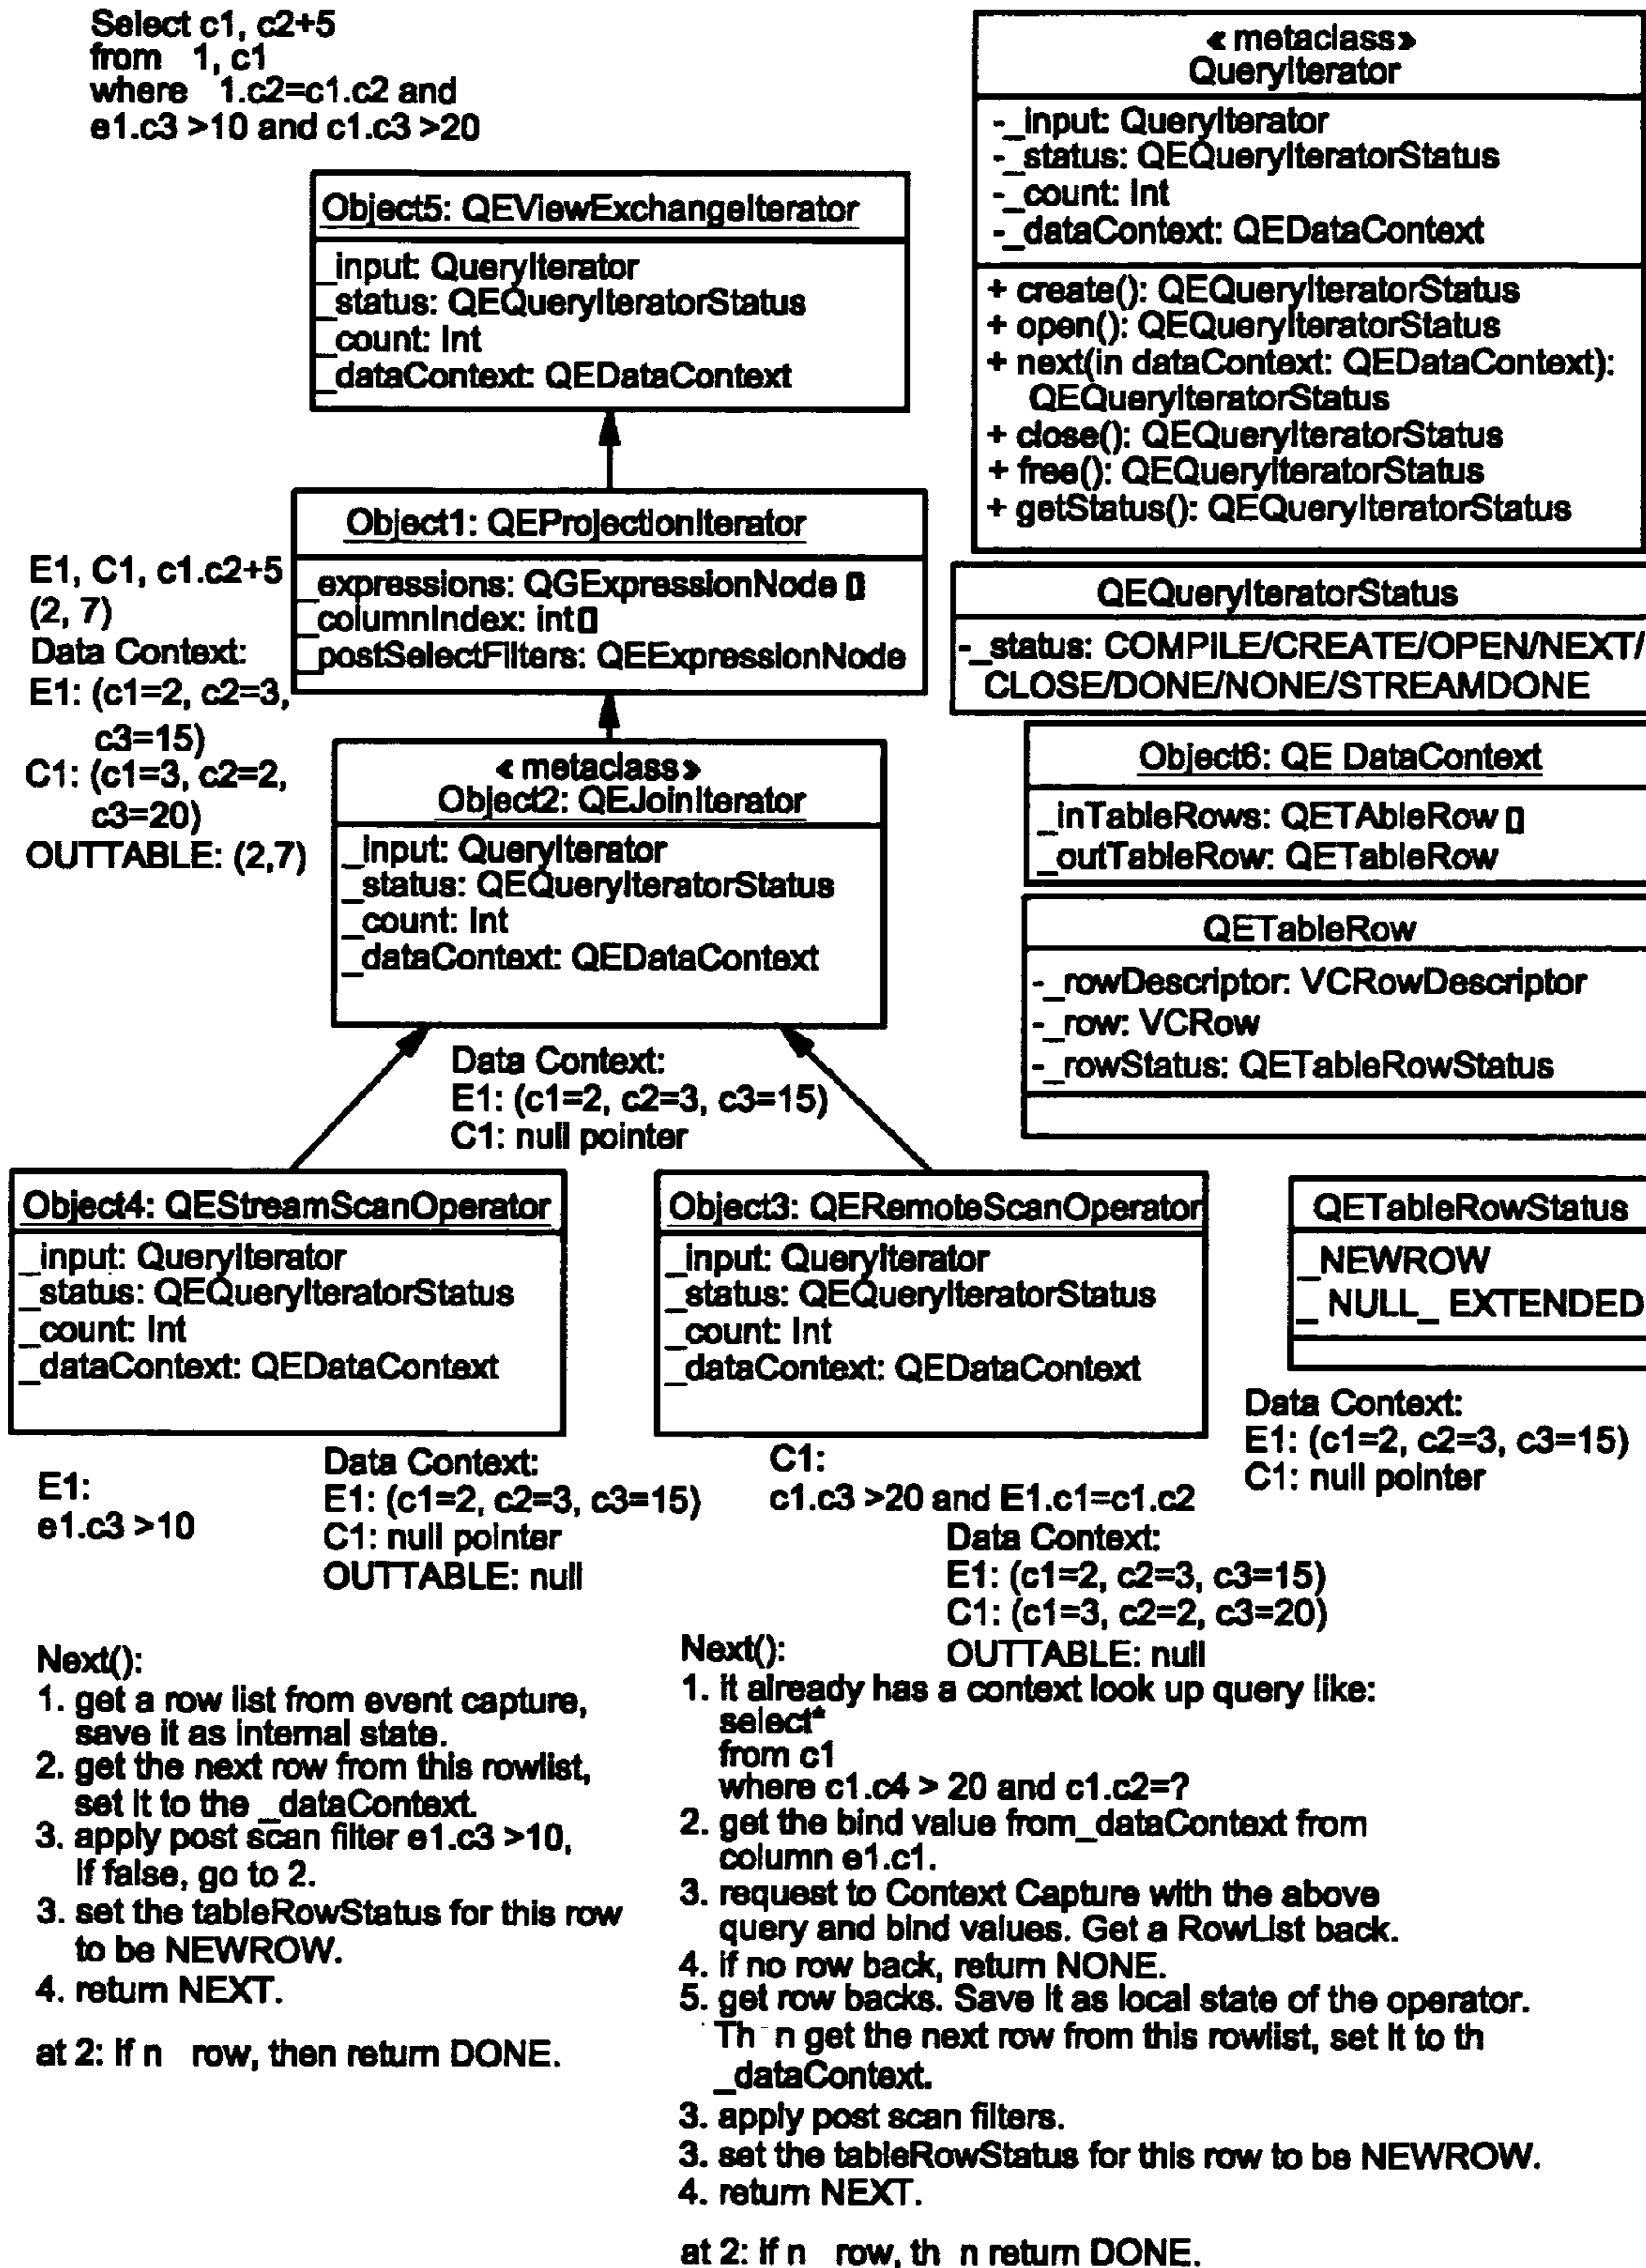 Select c1, c2+5
from 1, c1
where 1.c2=c1.c2 and
e1.c3 >10 and c1.c3 >20
« metaclass»
QueryIterator
-_input: QueryIterator
-_status: QEQueryIteratorStatus
-_count: Int
-_dataContext: QEDataContext
+ create(): QEQueryIteratorStatus
+ open(): QEQueryIteratorStatus
+ next(in dataContext: QEDataContext):
QEQueryIteratorStatus
+ close(): QEQueryIteratorStatus
+ free(): QEQueryIteratorStatus
+ getStatus(): QEQueryIteratorStatus
Object5: QEViewExchangeIterator
_input: QueryIterator
_status: QEQueryIteratorStatus
_count: Int
_dataContext: QEDataContext
Object1: QEProjectionIterator
_expressions: QGExpressionNode []
_columnIndex: int[]
_postSelectFilters: QEExpressionNode
E1, C1, c1.c2+5
(2, 7)
Data Context:
E1: (c1=2, c2=3,
c3=15)
C1: (c1=3, c2=2,
c3=20)
OUTTABLE: (2,7)
QEQueryIteratorStatus
-_status: COMPILE/CREATE/OPEN/NEXT/
CLOSE/DONE/NONE/STREAMDONE
« metaclass»
Object2: QEJoinIterator
_input: QueryIterator
_status: QEQueryIteratorStatus
_count: Int
_dataContext: QEDataContext
Object6: QE DataContext
_inTableRows: QETAbleRow []
_outTableRow: QETableRow
QETableRow
-_rowDescriptor: VCRowDescriptor
-_row: VCRow
-_rowStatus: QETableRowStatus
Data Context:
E1: (c1=2, c2=3, c3=15)
C1: null pointer
Object4: QEStreamScanOperator
_input: QueryIterator
_status: QEQueryIteratorStatus
_count: Int
_dataContext: QEDataContext
Object3: QERemoteScanOperator
_input: QueryIterator
_status: QEQueryIteratorStatus
_count: Int
_dataContext: QEDataContext
QETableRowStatus
_NEWROW
_ NULL_ EXTENDED
Data Context:
E1: (c1=2, c2=3, c3=15)
C1: null pointer
E1:
e1.c3 >10
Data Context:
E1: (c1=2, c2=3, c3=15)
C1: null pointer
OUTTABLE: null
C1:
c1.c3 >20 and E1.c1=c1.c2
Data Context:
E1: (c1=2, c2=3, c3=15)
C1: (c1=3, c2=2, c3=20)
OUTTABLE: null
Next():
1. get a row list from event capture,
save it as internal state.
2. get the next row from this rowlist,
set it to the _dataContext.
3. apply post scan filter e1.c3 >10,
if false, go to 2.
3. set the tableRowStatus for this row
to be NEWROW.
4. return NEXT.
at 2: if n row, then return DONE.
Next():
1. it already has a context look up query like:
select*
from c1
where c1.c4 > 20 and c1.c2=?
2. get the bind value from_dataContext from
column e1.c1.
3. request to Context Capture with the above
query and bind values. Get a RowList back.
4. if no row back, return NONE.
5. get row backs. Save it as local state of the operator.
Th n get the next row from this rowlist, set it to th
_dataContext.
3. apply post scan filters.
3. set the tableRowStatus for this row to be NEWROW.
4. return NEXT.
at 2: if n row, th n return DONE.